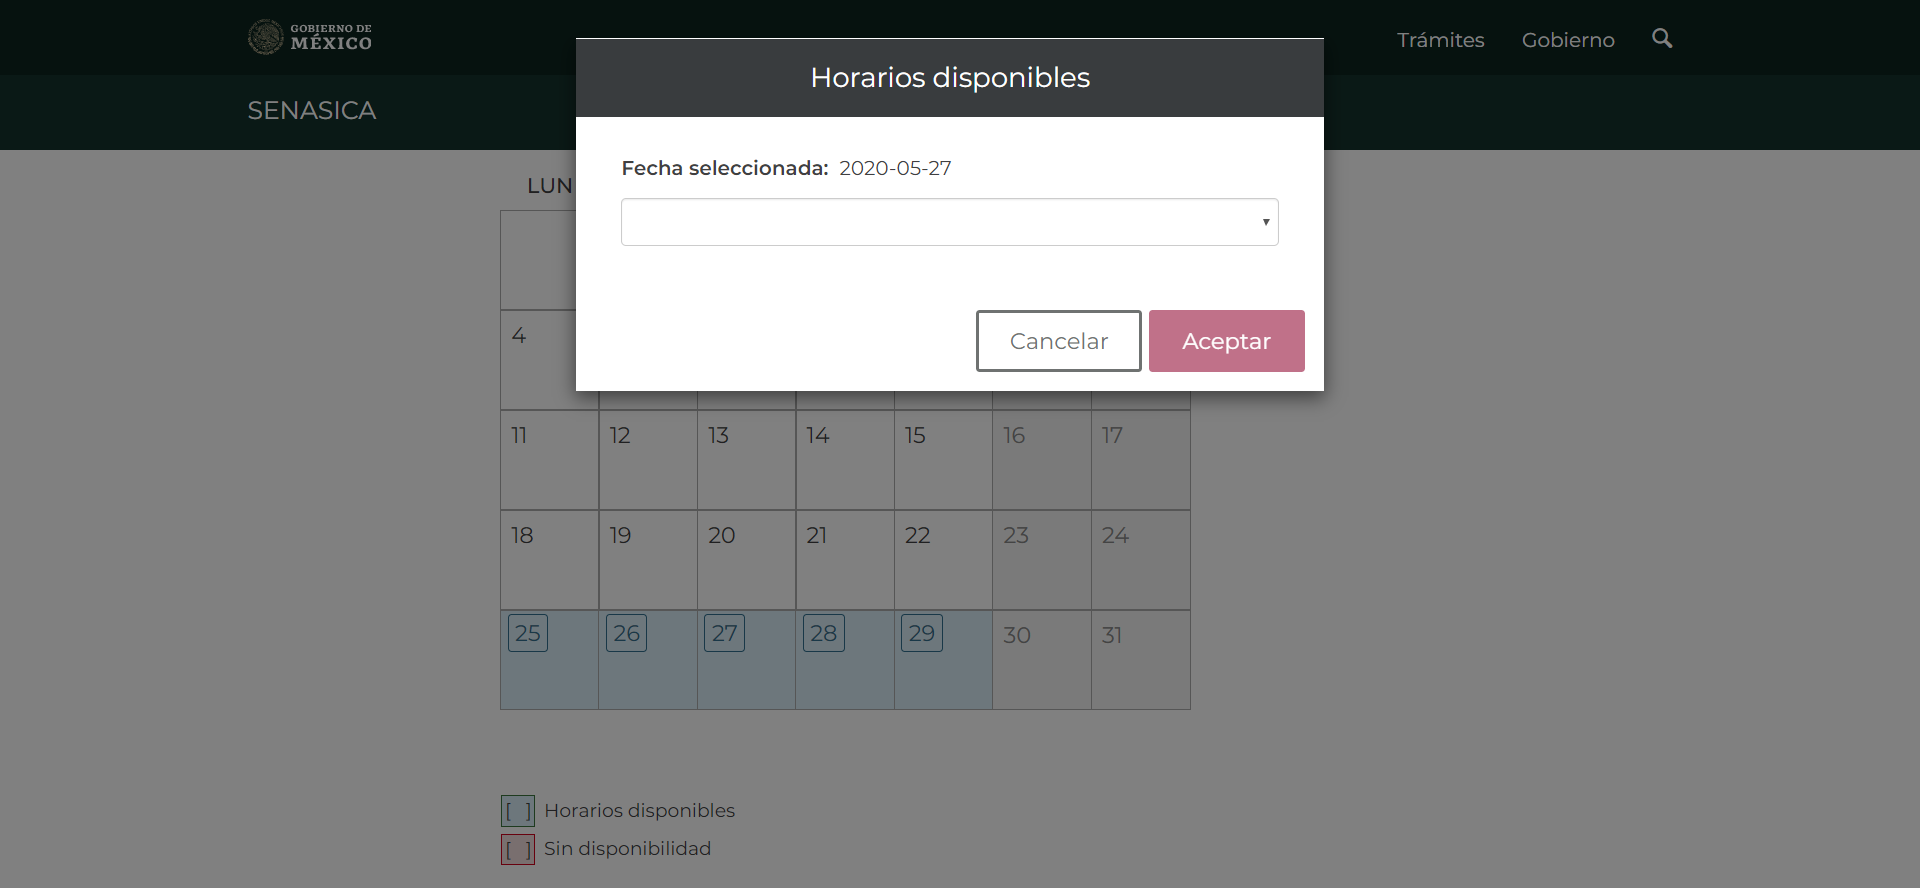 GOBIERNO DE
MÉXICO
Trámites
Gobierno
SENASICA
Horarios disponibles
Fecha seleccionada: 2020-05-27
Cancelar
Aceptar
LUN
4
11 12 13 14 15 16 17
18 19 20 21 22 23 24
25 26 27 28 29 30 31
[ ] Horarios disponibles
[ ] Sin disponibilidad